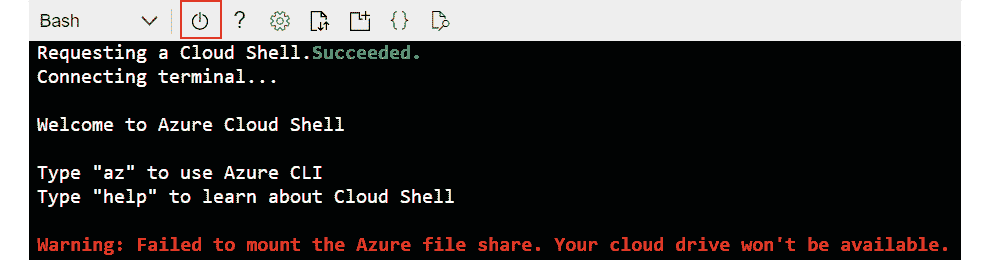 Bash
?
{}
Requesting a Cloud Shell.Succeeded.
Connecting terminal...
Welcome to Azure Cloud Shell
Type "az" to use Azure CLI
Type "help" to learn about Cloud Shell
Warning: Failed to mount the Azure file share. Your cloud drive won't be available.